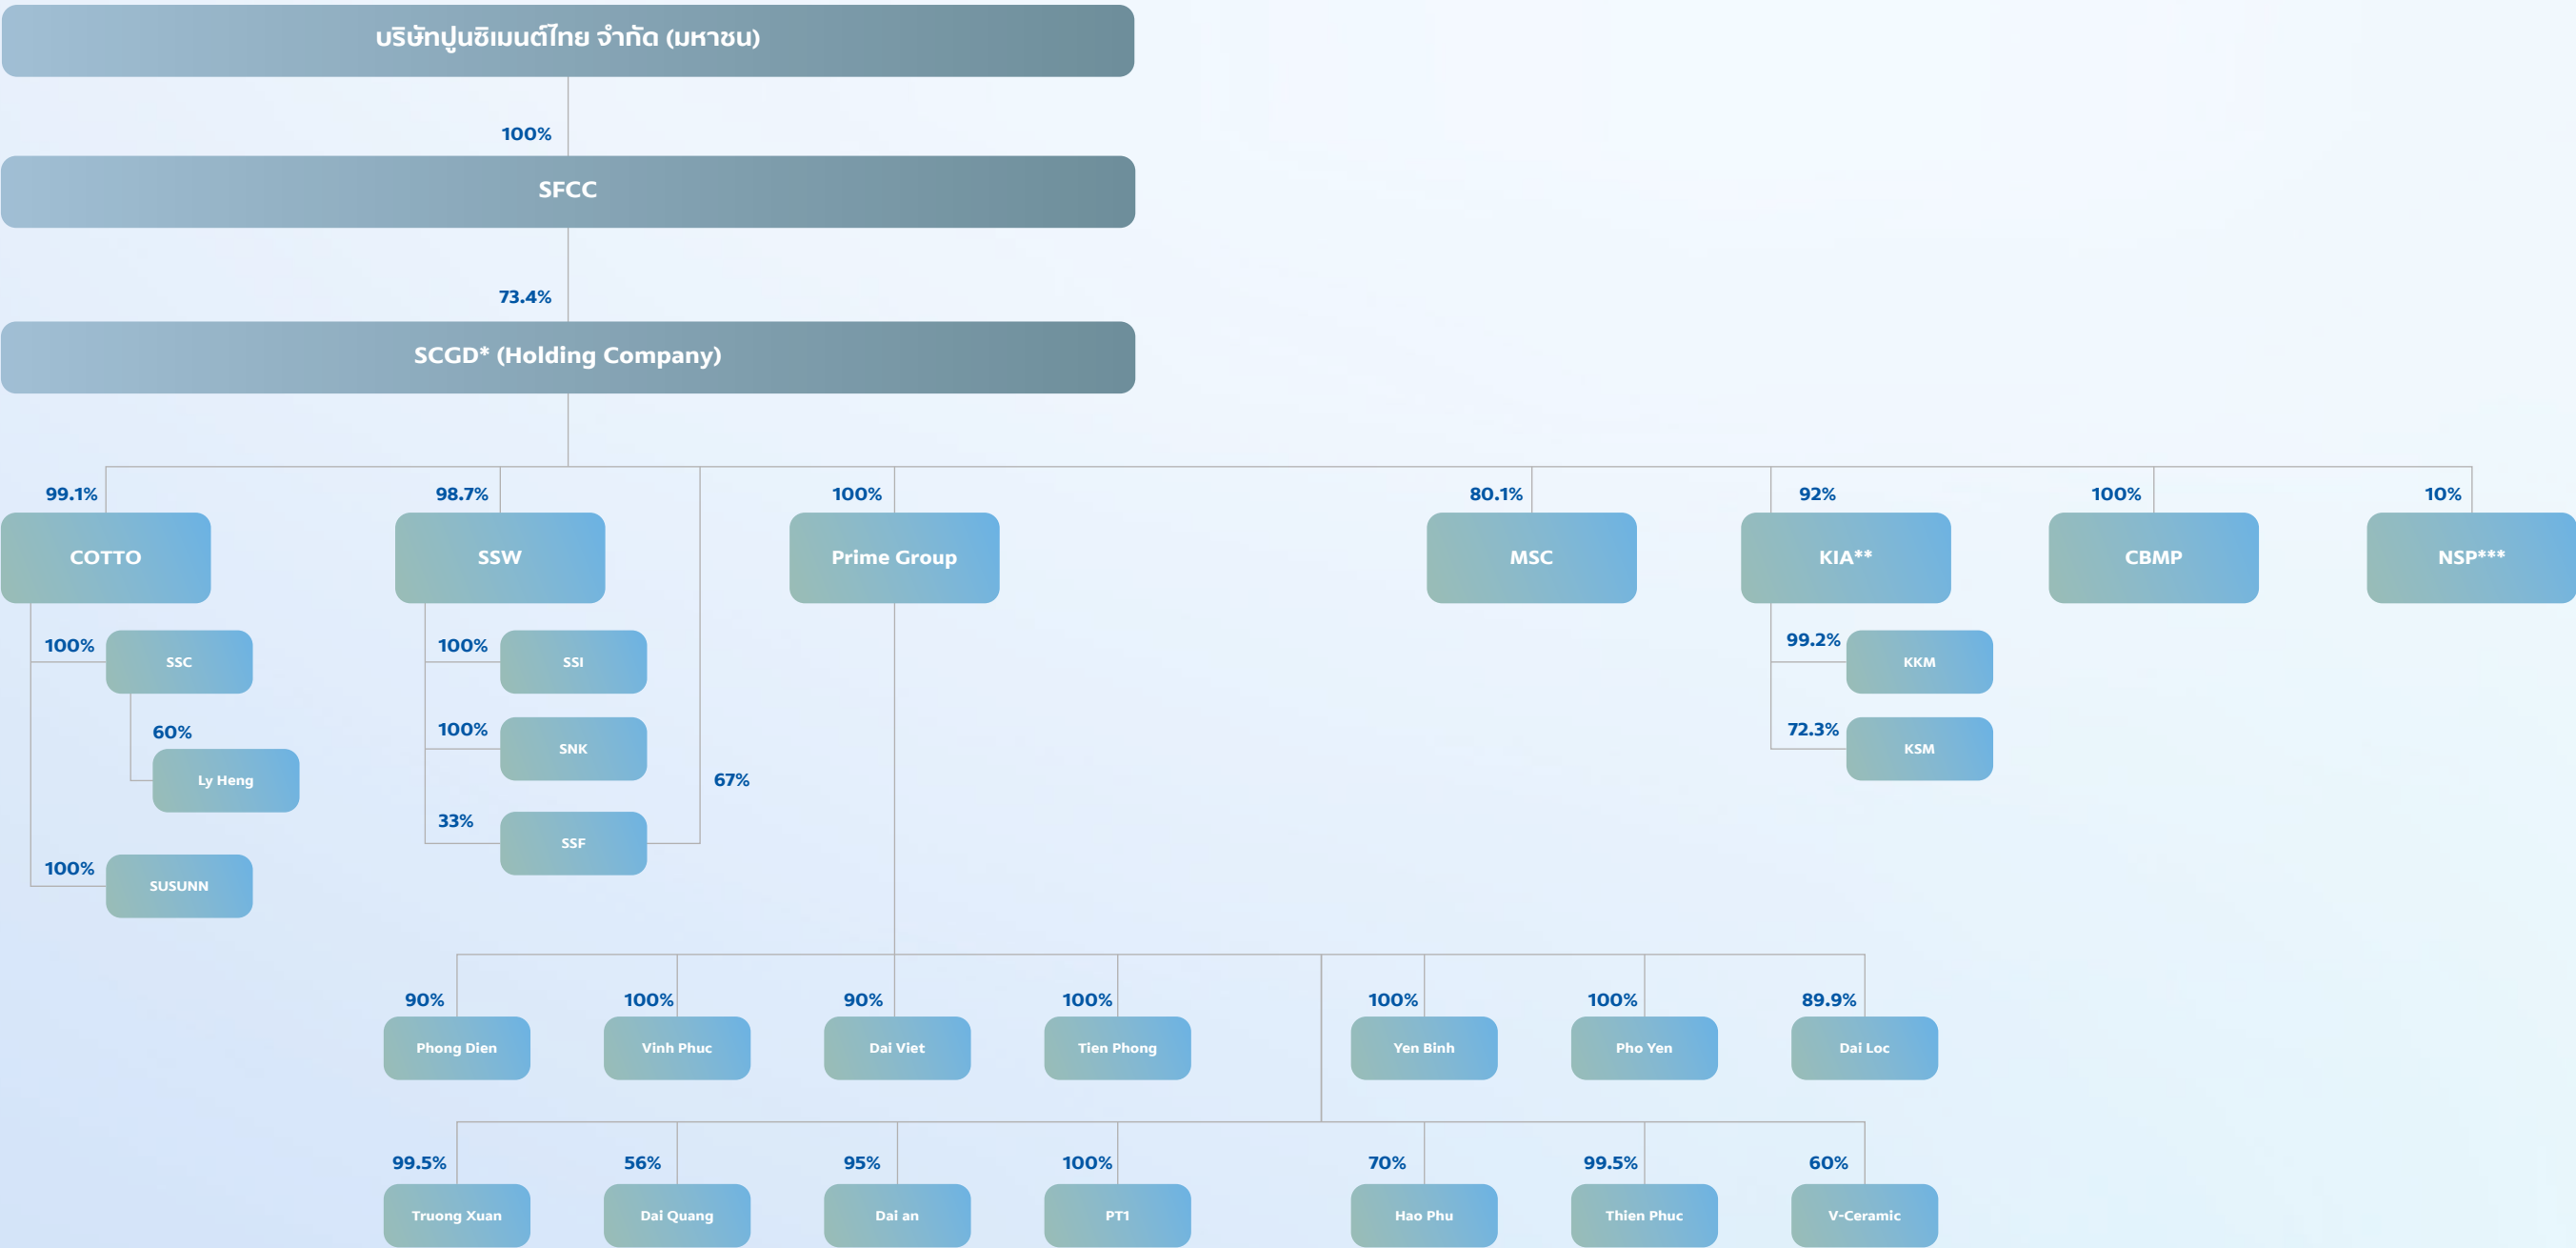 บริษัทปูนซิเมนต์ไทย จำกัด (มหาชน)
100%
SFCC
73.4%
SCGD* (Holding Company)
99.1%
98.7%
100%
80.1%
92%
100%
10%
COTTO
SSW
Prime Group
MSC
KIA**
CBMP
NSP***
100%
SSC
100%
SSI
99.2%
KKM
60%
Ly Heng
100%
SNK
67%
72.3%
KSM
33%
SSF
100%
SUSUNN
90%
100%
90%
100%
100%
100%
89.9%
Phong Dien
Vinh Phuc
Dai Viet
Tien Phong
Yen Binh
Pho Yen
Dai Loc
99.5%
56%
95%
100%
70%
99.5%
60%
Truong Xuan
Dai Quang
Dai an
PT1
Hao Phu
Thien Phuc
V-Ceramic